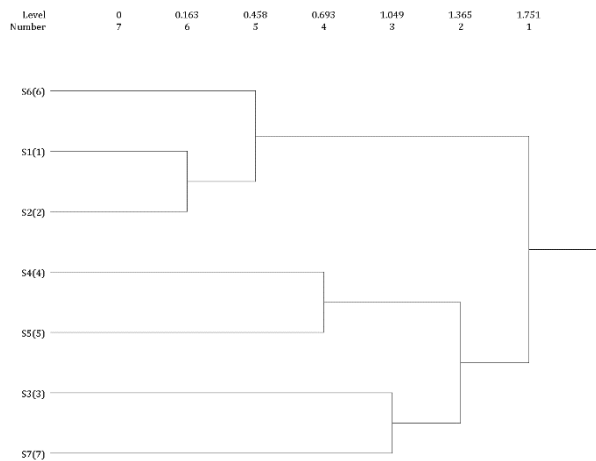 Level 0 0.163 0.458 0.693 1.049 1.365 1.751
Number 7 6 5 4 3 2 1
S6(6)
S1(1)
S2(2)
S4(4)
S5(5)
S3(3)
S7(7)